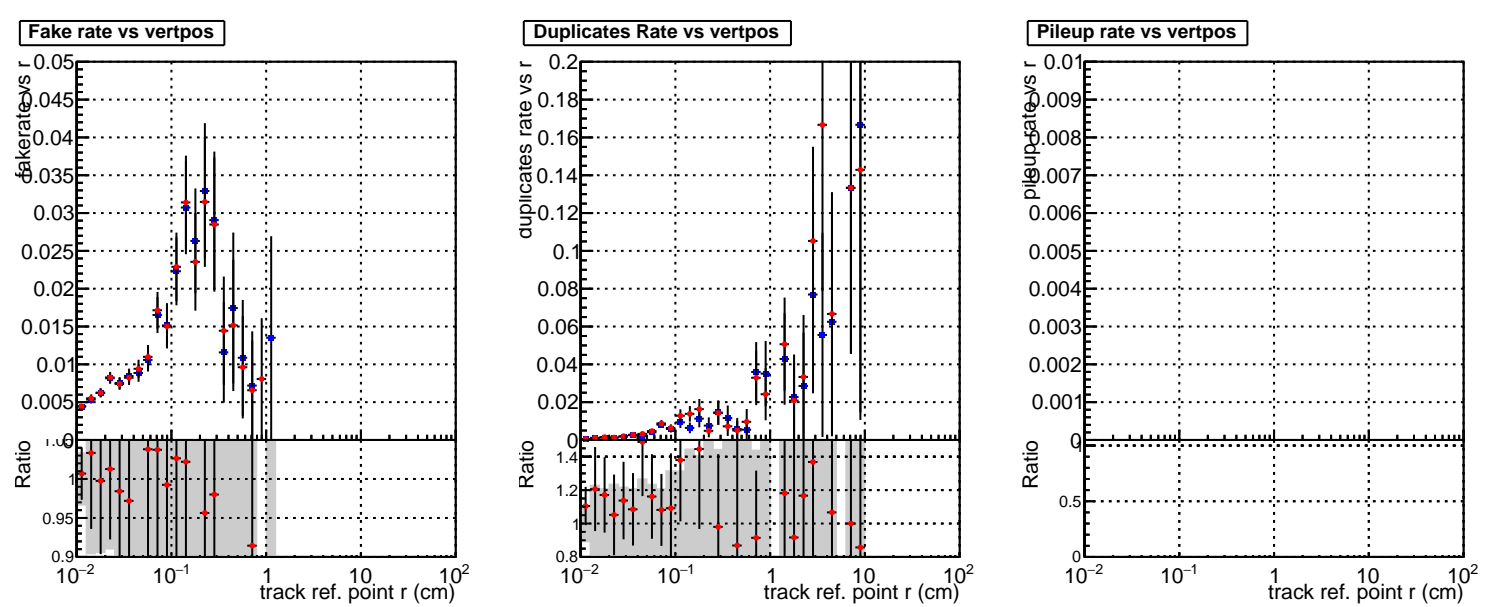 Fake rate vs vertpos
fakerate vs r
0.05
0.045
0.04
0.035
0.03
0.025
0.02
0.015
0.01
0.005
0
Ratio
1
0.95
0.9
10⁻² 10⁻¹ 1 10 10²
track ref. point r (cm)
Duplicates Rate vs vertpos
duplicates rate vs r
0.2
0.18
0.16
0.14
0.12
0.1
0.08
0.06
0.04
0.02
0
Ratio
1.4
1.2
1
0.8
10⁻² 10⁻¹ 1 10 10²
track ref. point r (cm)
Pileup rate vs vertpos
pileup rate vs r
0.01
0.009
0.008
0.007
0.006
0.005
0.004
0.003
0.002
0.001
0
Ratio
1
0.5
0
10⁻² 10⁻¹ 1 10 10²
track ref. point r (cm)